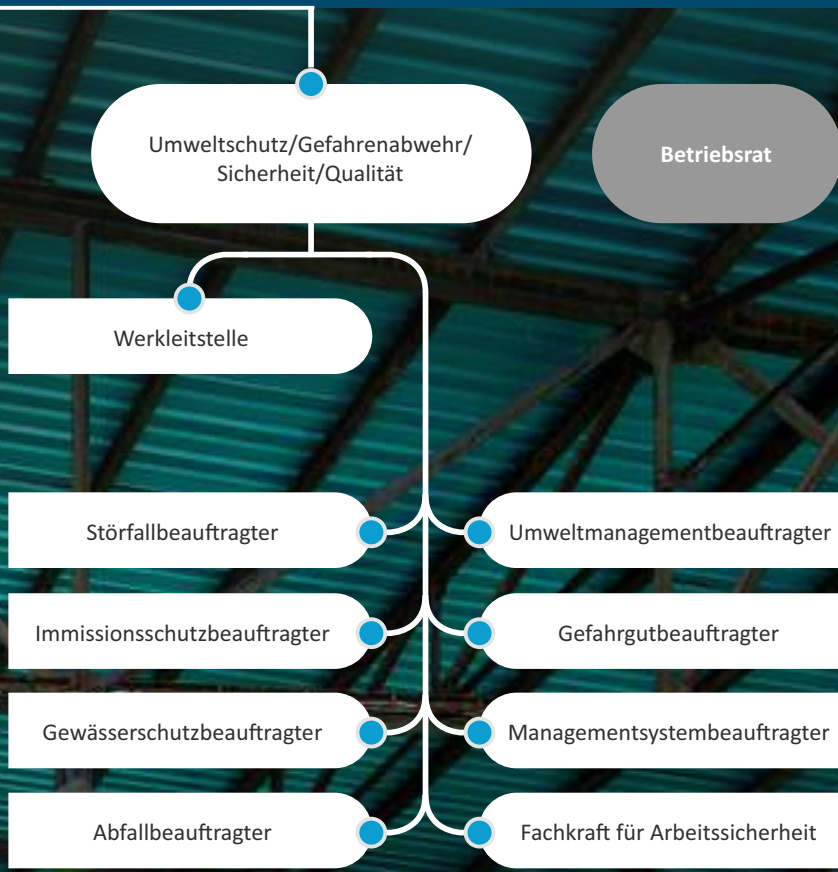 Umweltschutz/Gefahrenabwehr/
Sicherheit/Qualität
Betriebsrat
Werkleitstelle
Störfallbeauftragter
Umweltmanagementbeauftragter
Immissionsschutzbeauftragter
Gefahrgutbeauftragter
Gewässerschutzbeauftragter
Managementsystembeauftragter
Abfallbeauftragter
Fachkraft für Arbeitssicherheit